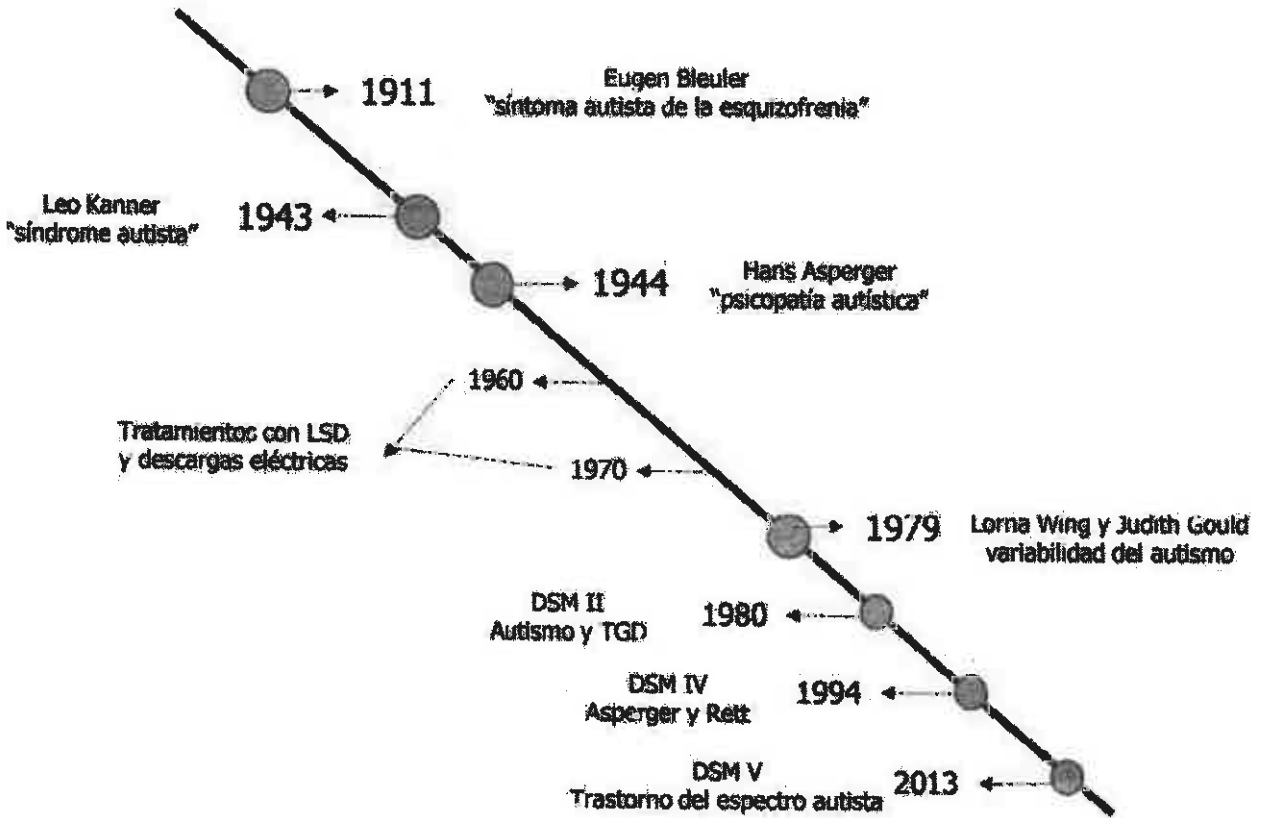 1911
Eugen Bleuler
"síntoma autista de la esquizofrenia"
Leo Kanner
"síndrome autista"
1943
1944
Hans Asperger
"psicopatía autística"
1960
Tratamientos con LSD
y descargas eléctricas
1970
1979
Lorna Wing y Judith Gould
variabilidad del autismo
DSM II
Autismo y TGD
1980
DSM IV
Asperger y Rett
1994
DSM V
Trastorno del espectro autista
2013